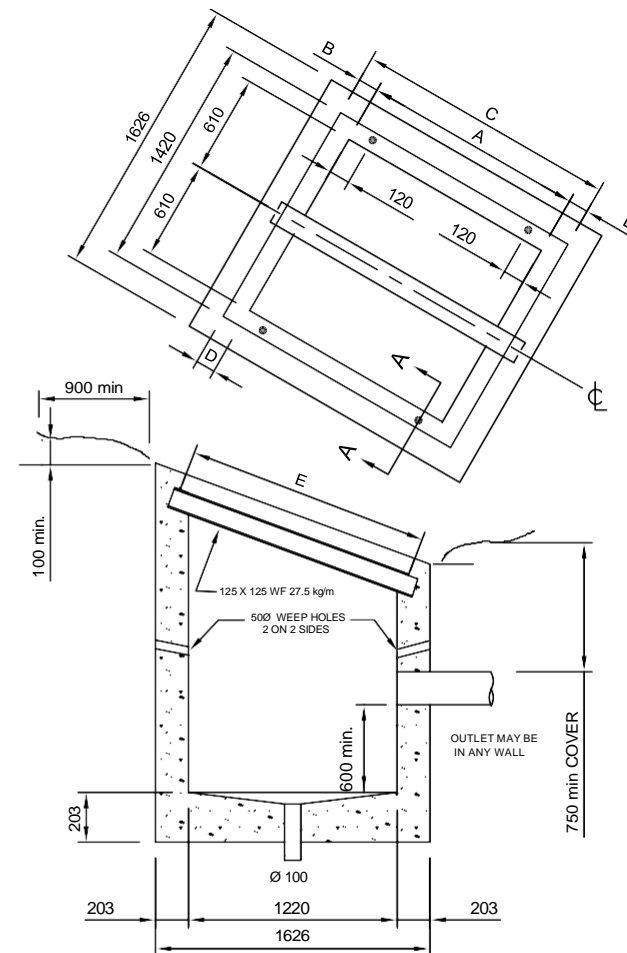 B
C
A
1626
1420
610
610
120
120
D
A
A
℄
900 min
100 min.
E
125 X 125 WF 27.5 kg/m
50Ø WEEP HOLES
2 ON 2 SIDES
OUTLET MAY BE
IN ANY WALL
600 min.
750 min COVER
203
Ø 100
203
1220
203
1626